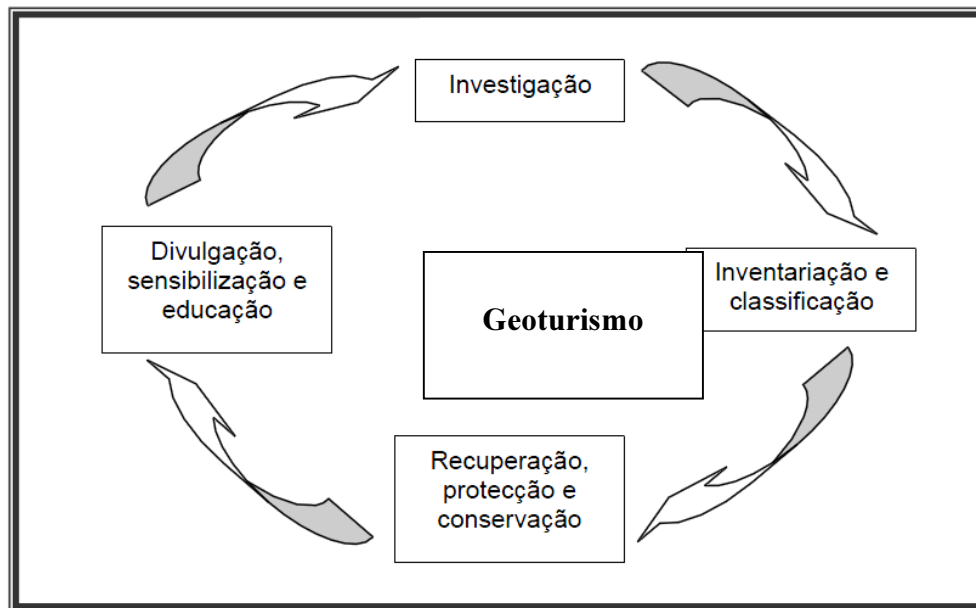 Investigação
Inventariação e
classificação
Recuperação,
protecção e
conservação
Divulgação,
sensibilização e
educação
Geoturismo